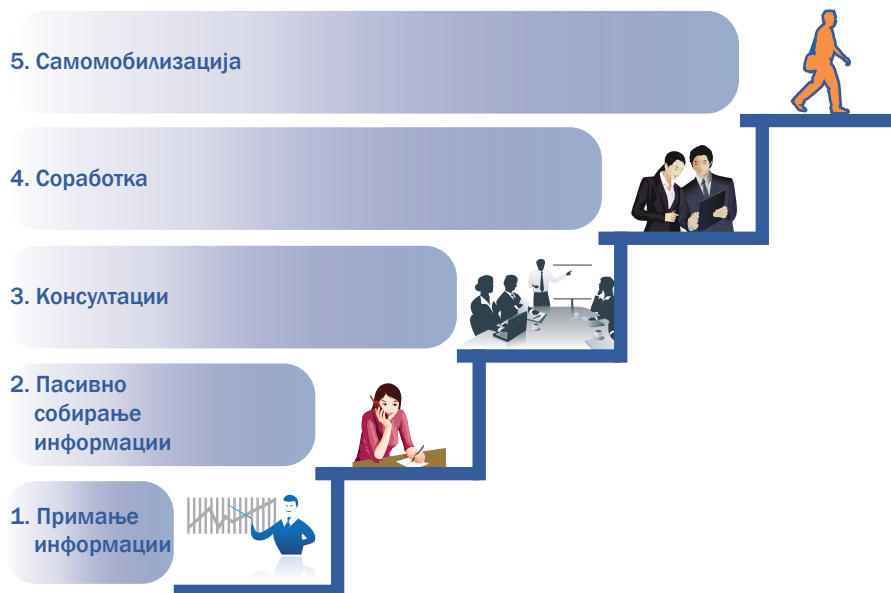 5. Самомобилизација
4. Соработка
3. Консултации
2. Пасивно
собирање
информации
1. Примање
информации